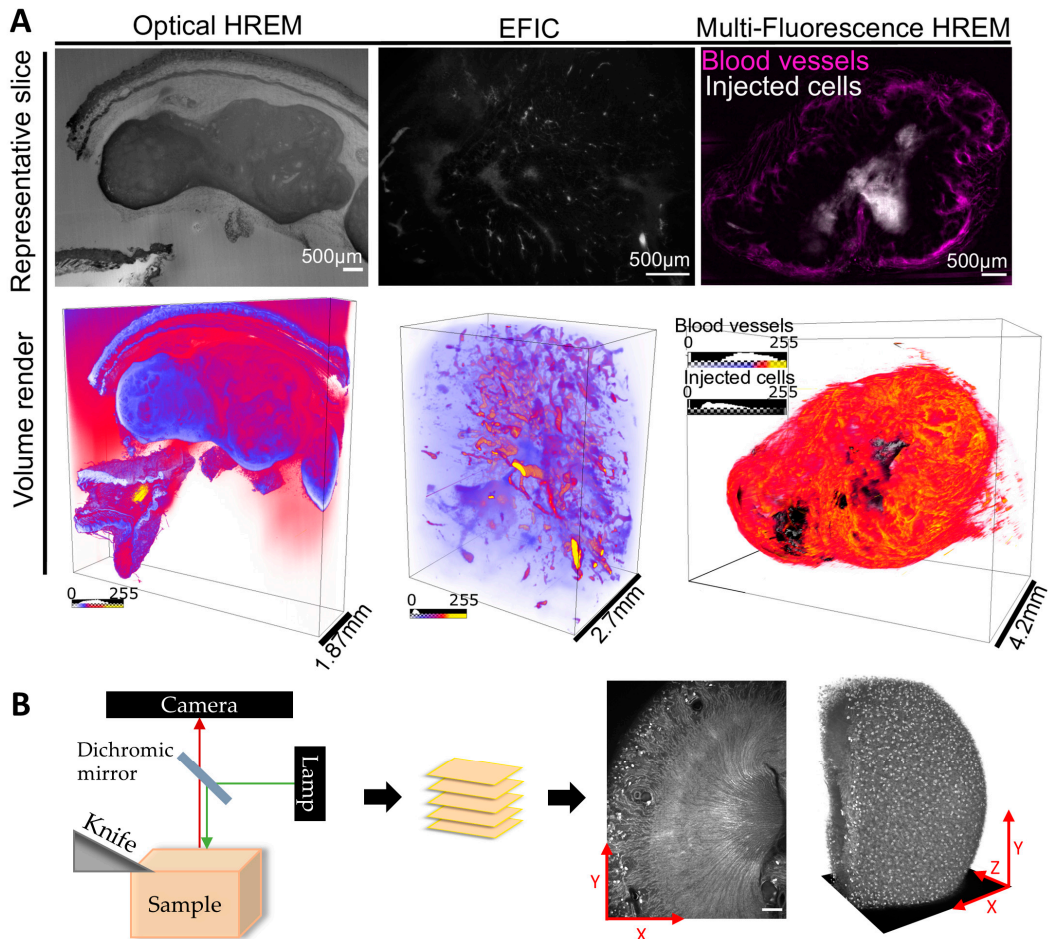 A
Optical HREM
EFIC
Multi-Fluorescence HREM
Representative slice
Blood vessels
Injected cells
500µm
500µm
500µm
Volume render
0 255
1.87mm
0 255
2.7mm
Blood vessels
0 255
Injected cells
0 255
4.2mm
B
Camera
Dichromic
mirror
Lamp
Knife
Sample
Y
X
Y
Z
X